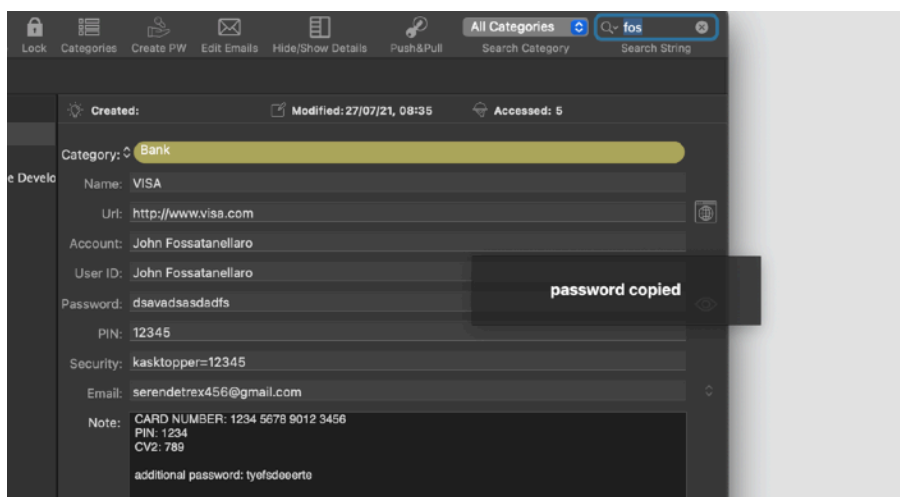 All Categories
fos
Lock Categories Create PW Edit Emails Hide/Show Details Push&Pull Search Category Search String
Created: Modified: 27/07/21, 08:35 Accessed: 5
Category: Bank
e Develo
Name: VISA
Url: http://www.visa.com
Account: John Fossatanellaro
User ID: John Fossatanellaro
password copied
Password: dsavadsasdadfs
PIN: 12345
Security: kasktopper=12345
Email: serendetrex456@gmail.com
Note: CARD NUMBER: 1234 5678 9012 3456
PIN: 1234
CV2: 789
additional password: tyefsdeeerte